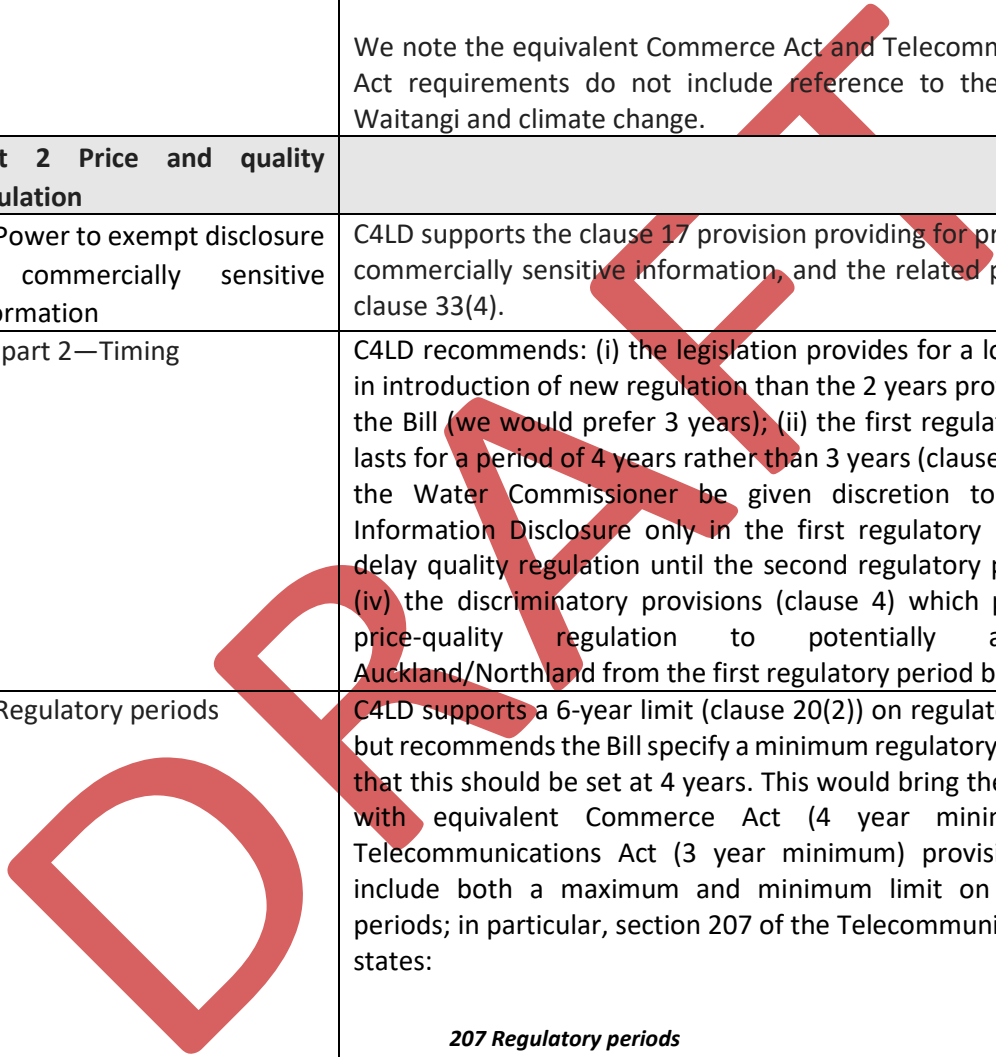 We note the equivalent Commerce Act and Telecomm
Act requirements do not include reference to the
Waitangi and climate change.
t 2 Price and quality
ulation
Power to exempt disclosure
commercially sensitive
ormation
C4LD supports the clause 17 provision providing for pr
commercially sensitive information, and the related p
clause 33(4).
part 2—Timing
C4LD recommends: (i) the legislation provides for a lo
in introduction of new regulation than the 2 years pro
the Bill (we would prefer 3 years); (ii) the first regula
lasts for a period of 4 years rather than 3 years (clause
the Water Commissioner be given discretion to
Information Disclosure only in the first regulatory
delay quality regulation until the second regulatory p
(iv) the discriminatory provisions (clause 4) which p
price-quality regulation to potentially a
Auckland/Northland from the first regulatory period b
Regulatory periods
C4LD supports a 6-year limit (clause 20(2)) on regulat
but recommends the Bill specify a minimum regulatory
that this should be set at 4 years. This would bring the
with equivalent Commerce Act (4 year minin
Telecommunications Act (3 year minimum) provisi
include both a maximum and minimum limit on
periods; in particular, section 207 of the Telecommuni
states:
207 Regulatory periods
DRAFT